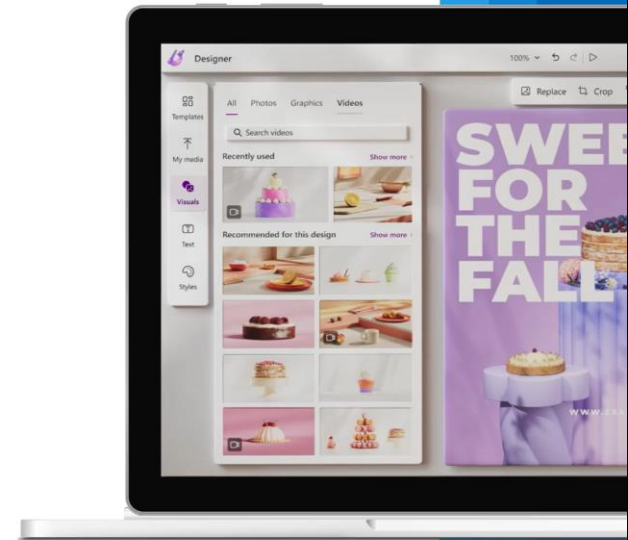 Designer
100%
All Photos Graphics Videos
Replace Crop
Templates
Search videos
My media
Recently used Show more
Visuals
Text
Recommended for this design Show more
Styles
SWEE
FOR
THE
FALL